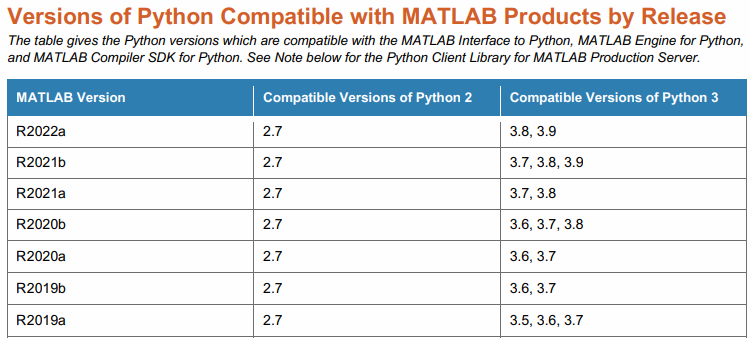 Versions of Python Compatible with MATLAB Products by Release
The table gives the Python versions which are compatible with the MATLAB Interface to Python, MATLAB Engine for Python,
and MATLAB Compiler SDK for Python. See Note below for the Python Client Library for MATLAB Production Server.
MATLAB Version Compatible Versions of Python 2 Compatible Versions of Python 3
R2022a 2.7 3.8, 3.9
R2021b 2.7 3.7, 3.8, 3.9
R2021a 2.7 3.7, 3.8
R2020b 2.7 3.6, 3.7, 3.8
R2020a 2.7 3.6, 3.7
R2019b 2.7 3.6, 3.7
R2019a 2.7 3.5, 3.6, 3.7